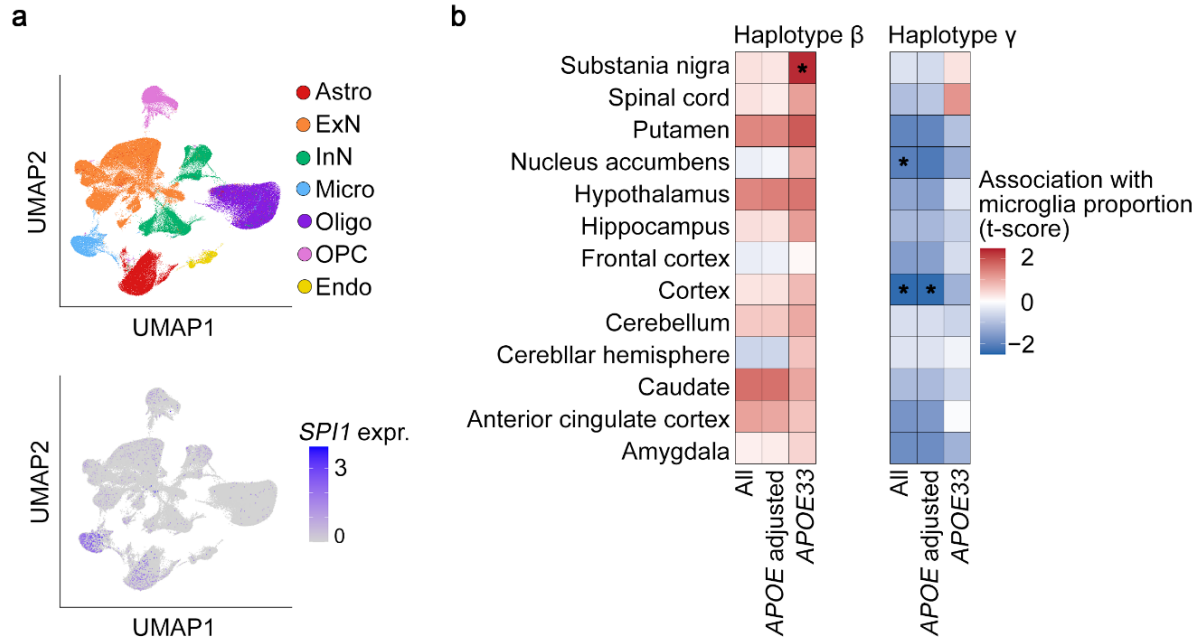 a
UMAP2
UMAP1
Astro
ExN
InN
Micro
Oligo
OPC
Endo
UMAP2
UMAP1
SPI1 expr.
3
0
b
Haplotype β
Haplotype γ
Substania nigra
Spinal cord
Putamen
Nucleus accumbens
Hypothalamus
Hippocampus
Frontal cortex
Cortex
Cerebellum
Cerebllar hemisphere
Caudate
Anterior cingulate cortex
Amygdala
*
*
* *
All
APOE adjusted
APOE33
All
APOE adjusted
APOE33
Association with
microglia proportion
(t-score)
2
0
−2